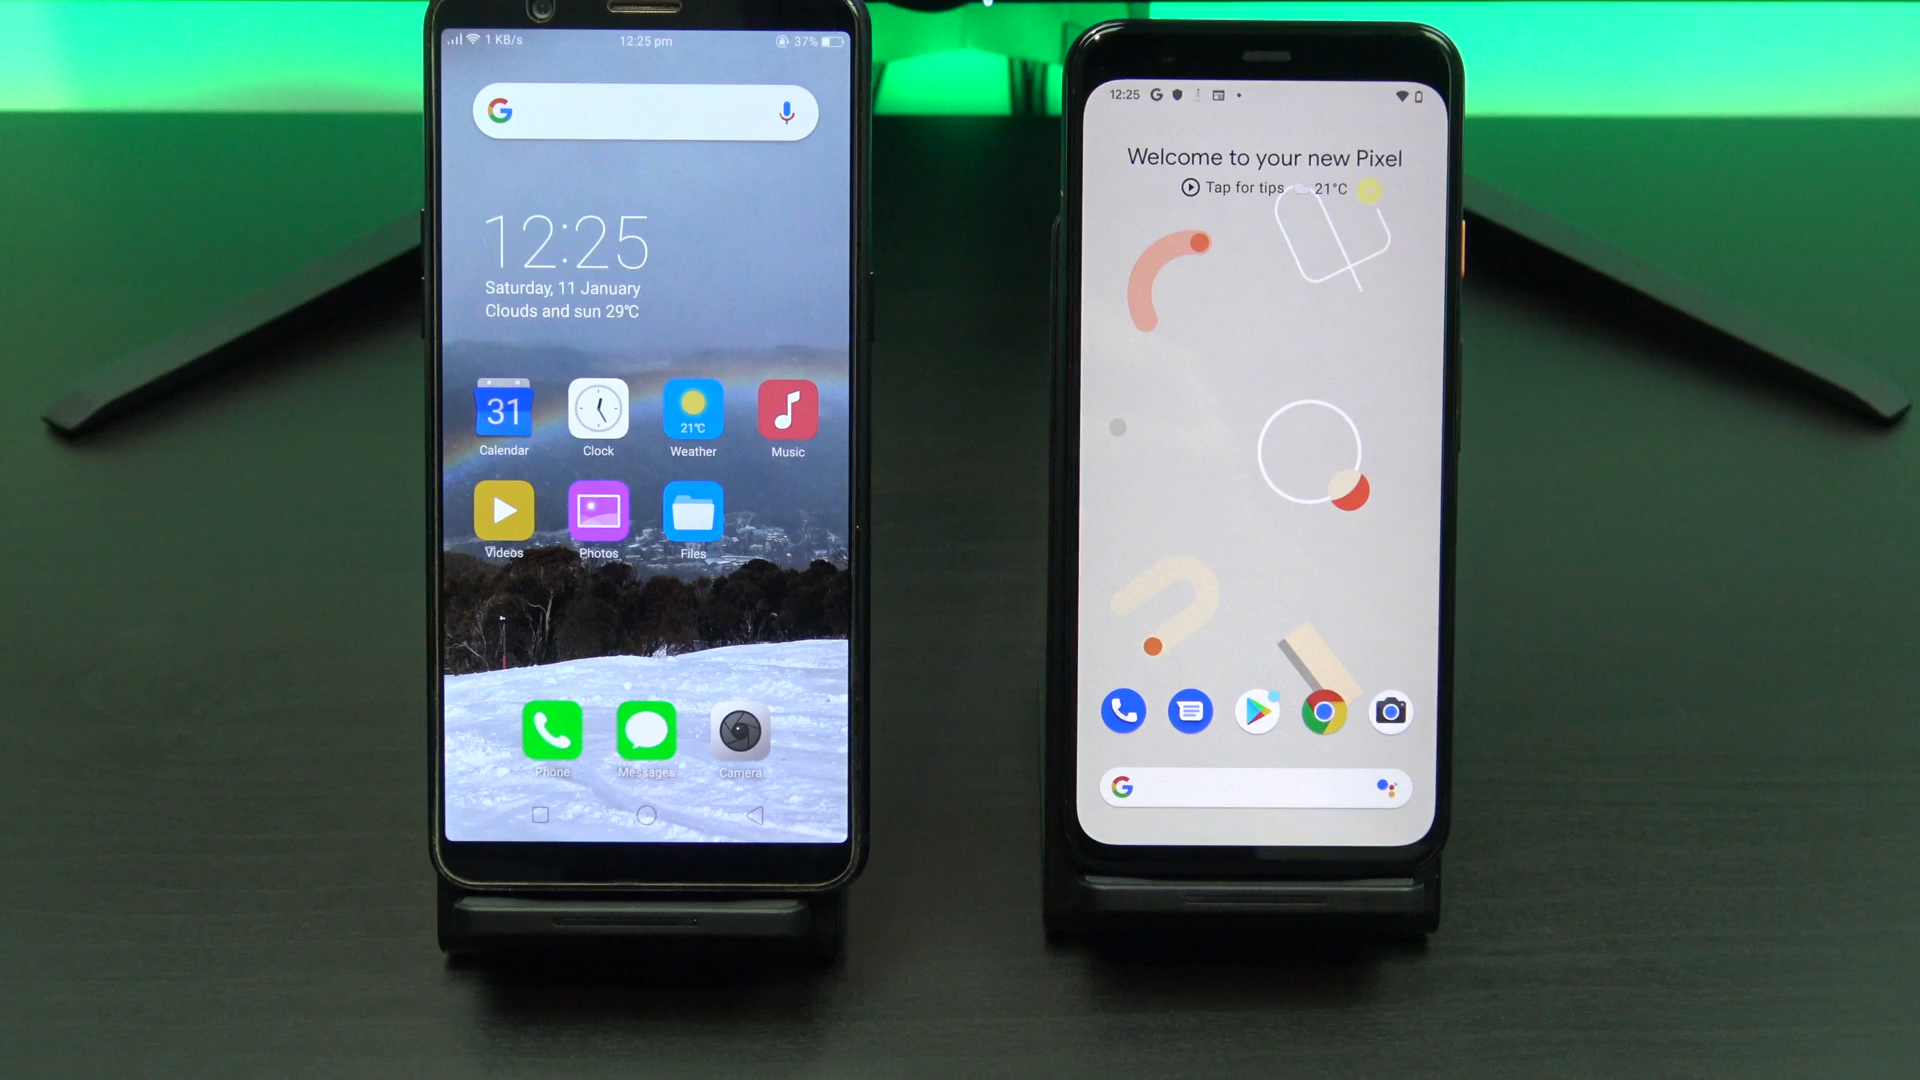 1 KB/s 12:25 pm 37%
G
12:25
Saturday, 11 January
Clouds and sun 29℃
31
21℃
Calendar Clock Weather Music
Videos Photos Files
Phone Messages Camera
12:25 G
Welcome to your new Pixel
Tap for tips 21°C
G